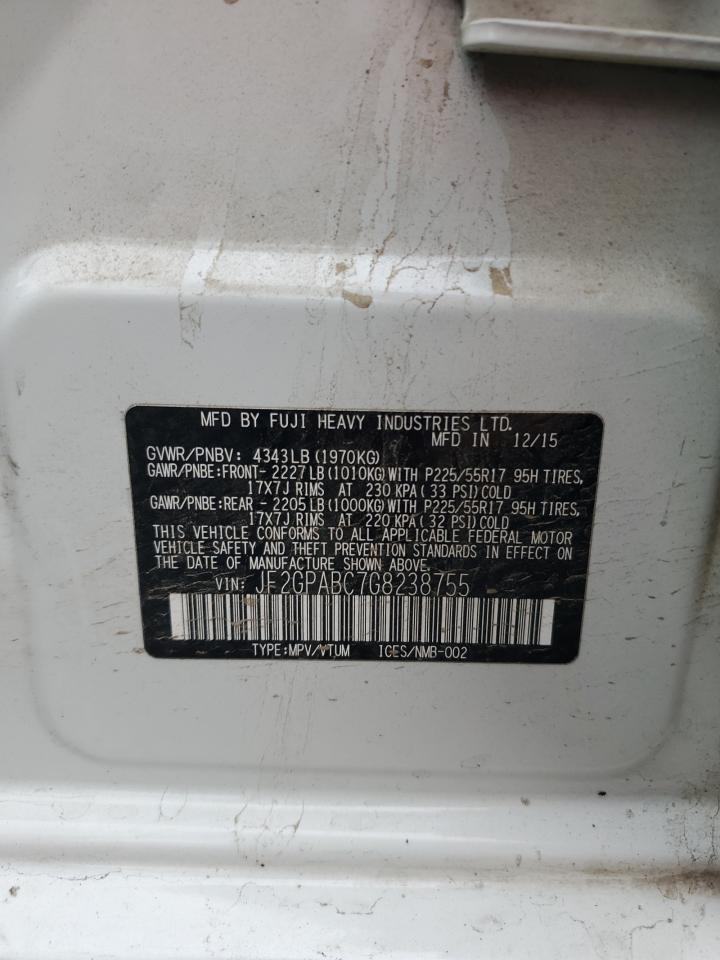 MFD BY FUJI HEAVY INDUSTRIES LTD.
MFD IN 12/15
GVWR/PNBV: 4343LB (1970KG)
GAWR/PNBE:FRONT- 2227LB(1010KG)WITH P225/55R17 95H TIRES,
17X7J RIMS AT 230 KPA(33 PSI)COLD
GAWR/PNBE:REAR - 2205LB(1000KG)WITH P225/55R17 95H TIRES,
17X7J RIMS AT 220 KPA(32 PSI)COLD
THIS VEHICLE CONFORMS TO ALL APPLICABLE FEDERAL MOTOR
VEHICLE SAFETY AND THEFT PREVENTION STANDARDS IN EFFECT ON
THE DATE OF MANUFACTURE SHOWN ABOVE.
VIN: JF2GPABC7G8238755
TYPE:MPV/VTUM ICES/NMB-002